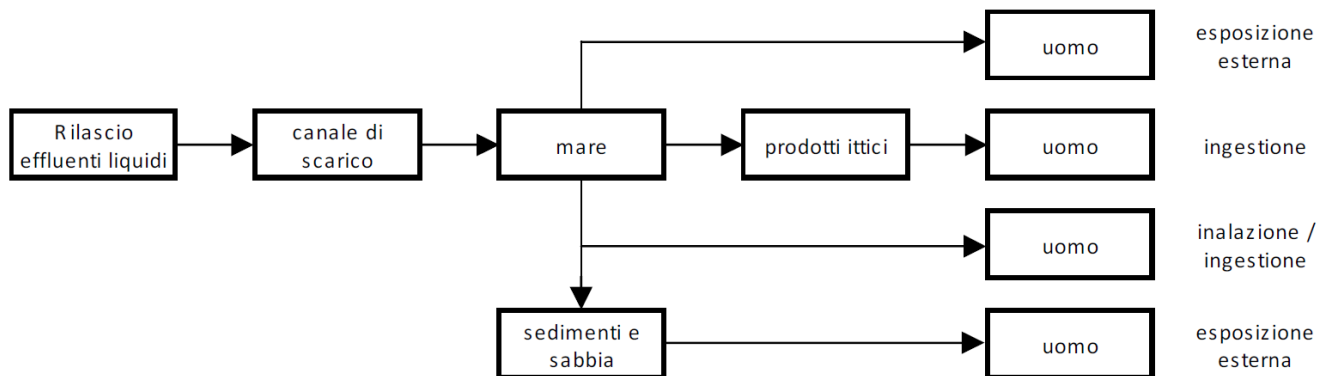 uomo
esposizione
esterna
Rilascio
effluenti liquidi
canale di
scarico
mare
prodotti ittici
uomo
ingestione
uomo
inalazione /
ingestione
sedimenti e
sabbia
uomo
esposizione
esterna